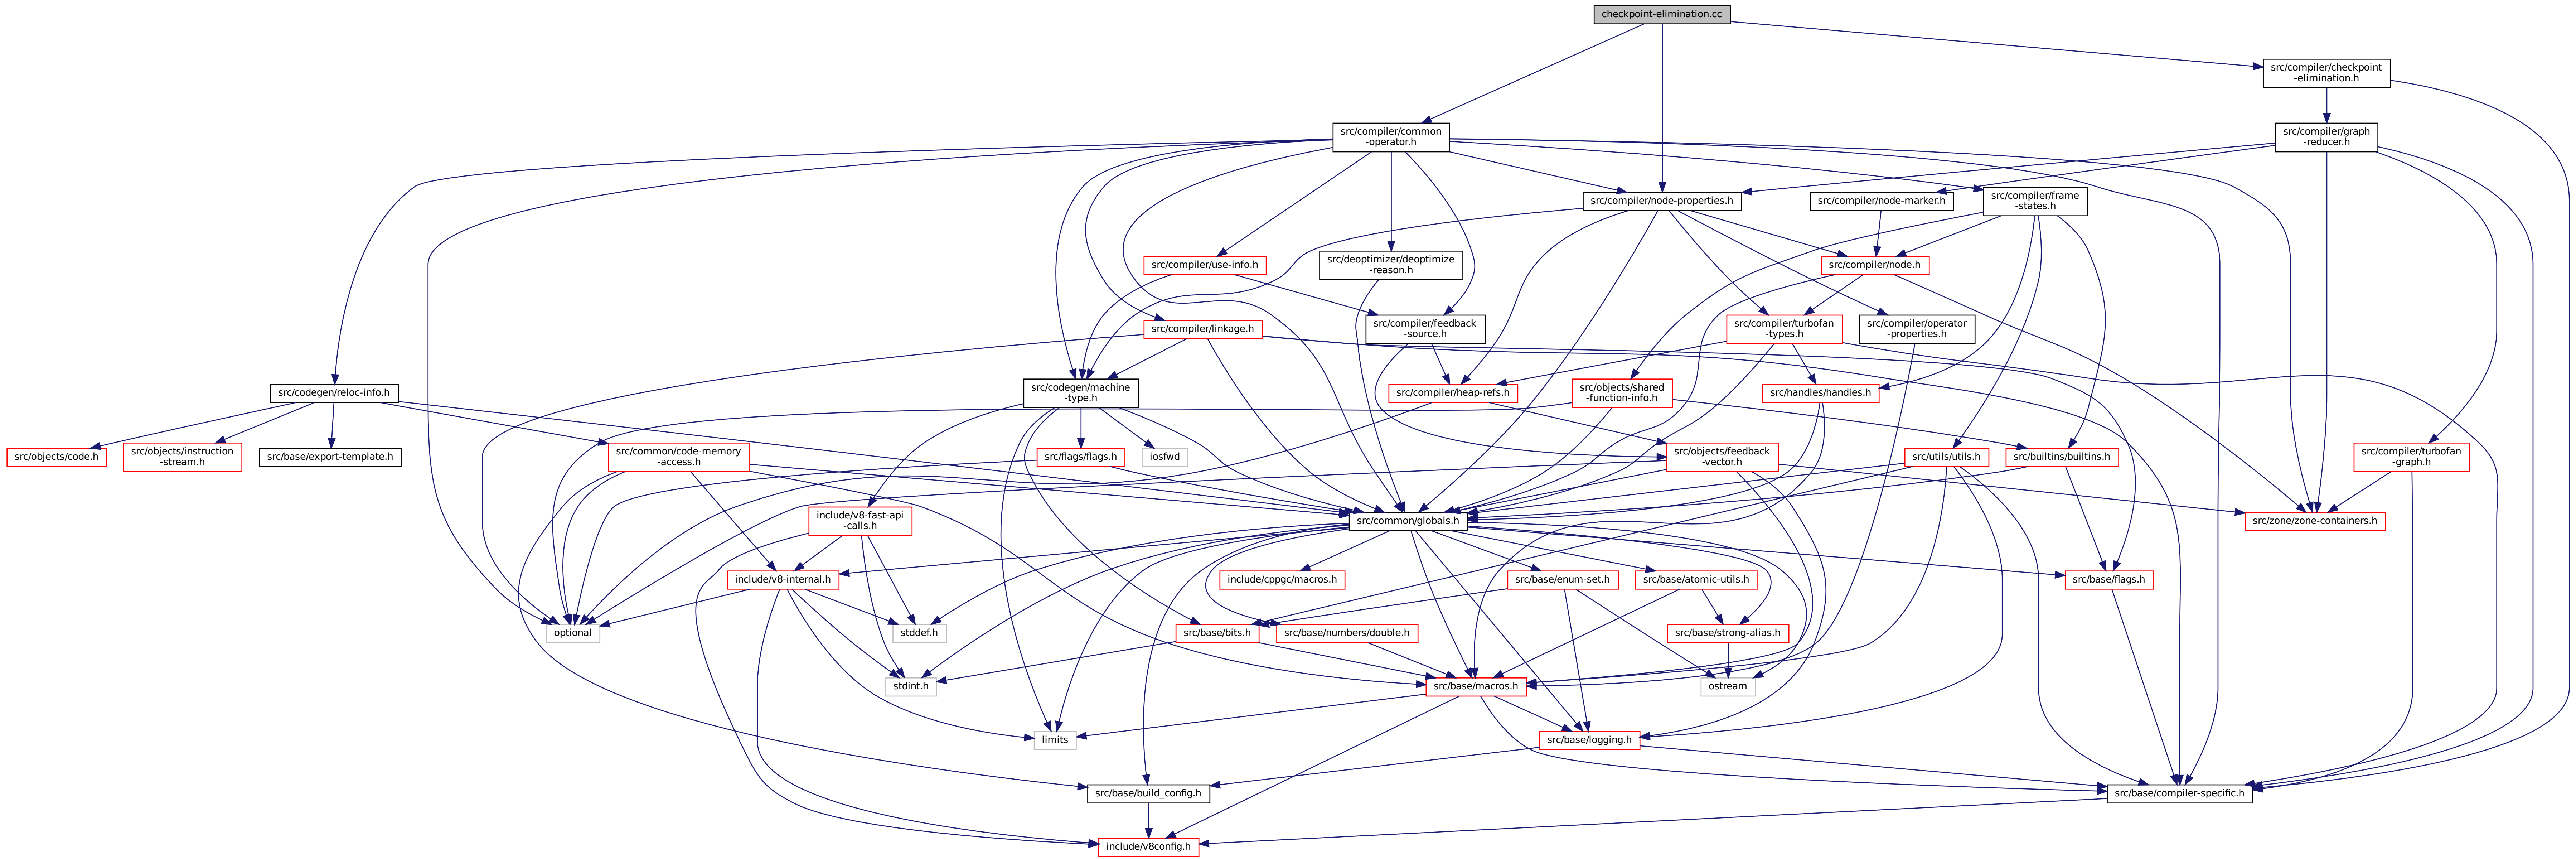 checkpoint-elimination.cc
src/compiler/checkpoint
-elimination.h
src/compiler/common
-operator.h
src/compiler/graph
-reducer.h
src/compiler/node-properties.h
src/compiler/node-marker.h
src/compiler/frame
-states.h
src/compiler/use-info.h
src/deoptimizer/deoptimize
-reason.h
src/compiler/node.h
src/compiler/linkage.h
src/compiler/feedback
-source.h
src/compiler/turbofan
-types.h
src/compiler/operator
-properties.h
src/codegen/reloc-info.h
src/codegen/machine
-type.h
src/compiler/heap-refs.h
src/objects/shared
-function-info.h
src/handles/handles.h
src/objects/code.h
src/objects/instruction
-stream.h
src/base/export-template.h
src/common/code-memory
-access.h
src/flags/flags.h
iosfwd
src/objects/feedback
-vector.h
src/utils/utils.h
src/builtins/builtins.h
src/compiler/turbofan
-graph.h
include/v8-fast-api
-calls.h
src/common/globals.h
src/zone/zone-containers.h
include/v8-internal.h
include/cppgc/macros.h
src/base/enum-set.h
src/base/atomic-utils.h
src/base/flags.h
optional
stddef.h
src/base/bits.h
src/base/numbers/double.h
src/base/strong-alias.h
stdint.h
src/base/macros.h
ostream
limits
src/base/logging.h
src/base/build_config.h
src/base/compiler-specific.h
include/v8config.h